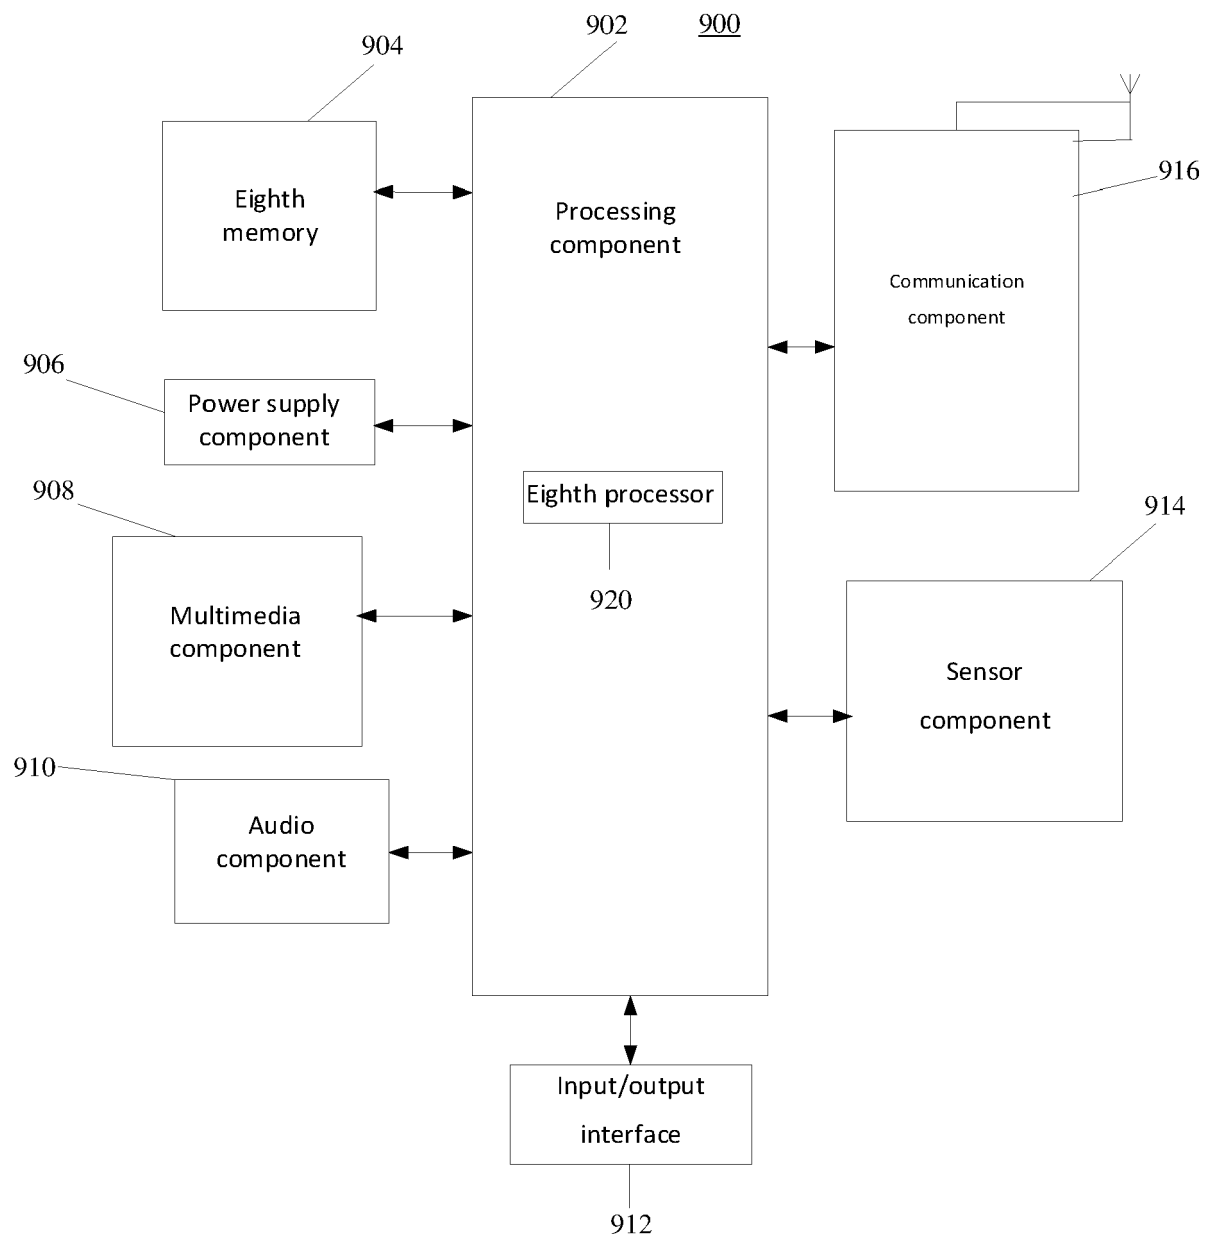 902
900
904
Eighth
memory
Processing
component
916
Communication
component
906
Power supply
component
908
Eighth processor
920
914
Multimedia
component
Sensor
component
910
Audio
component
Input/output
interface
912